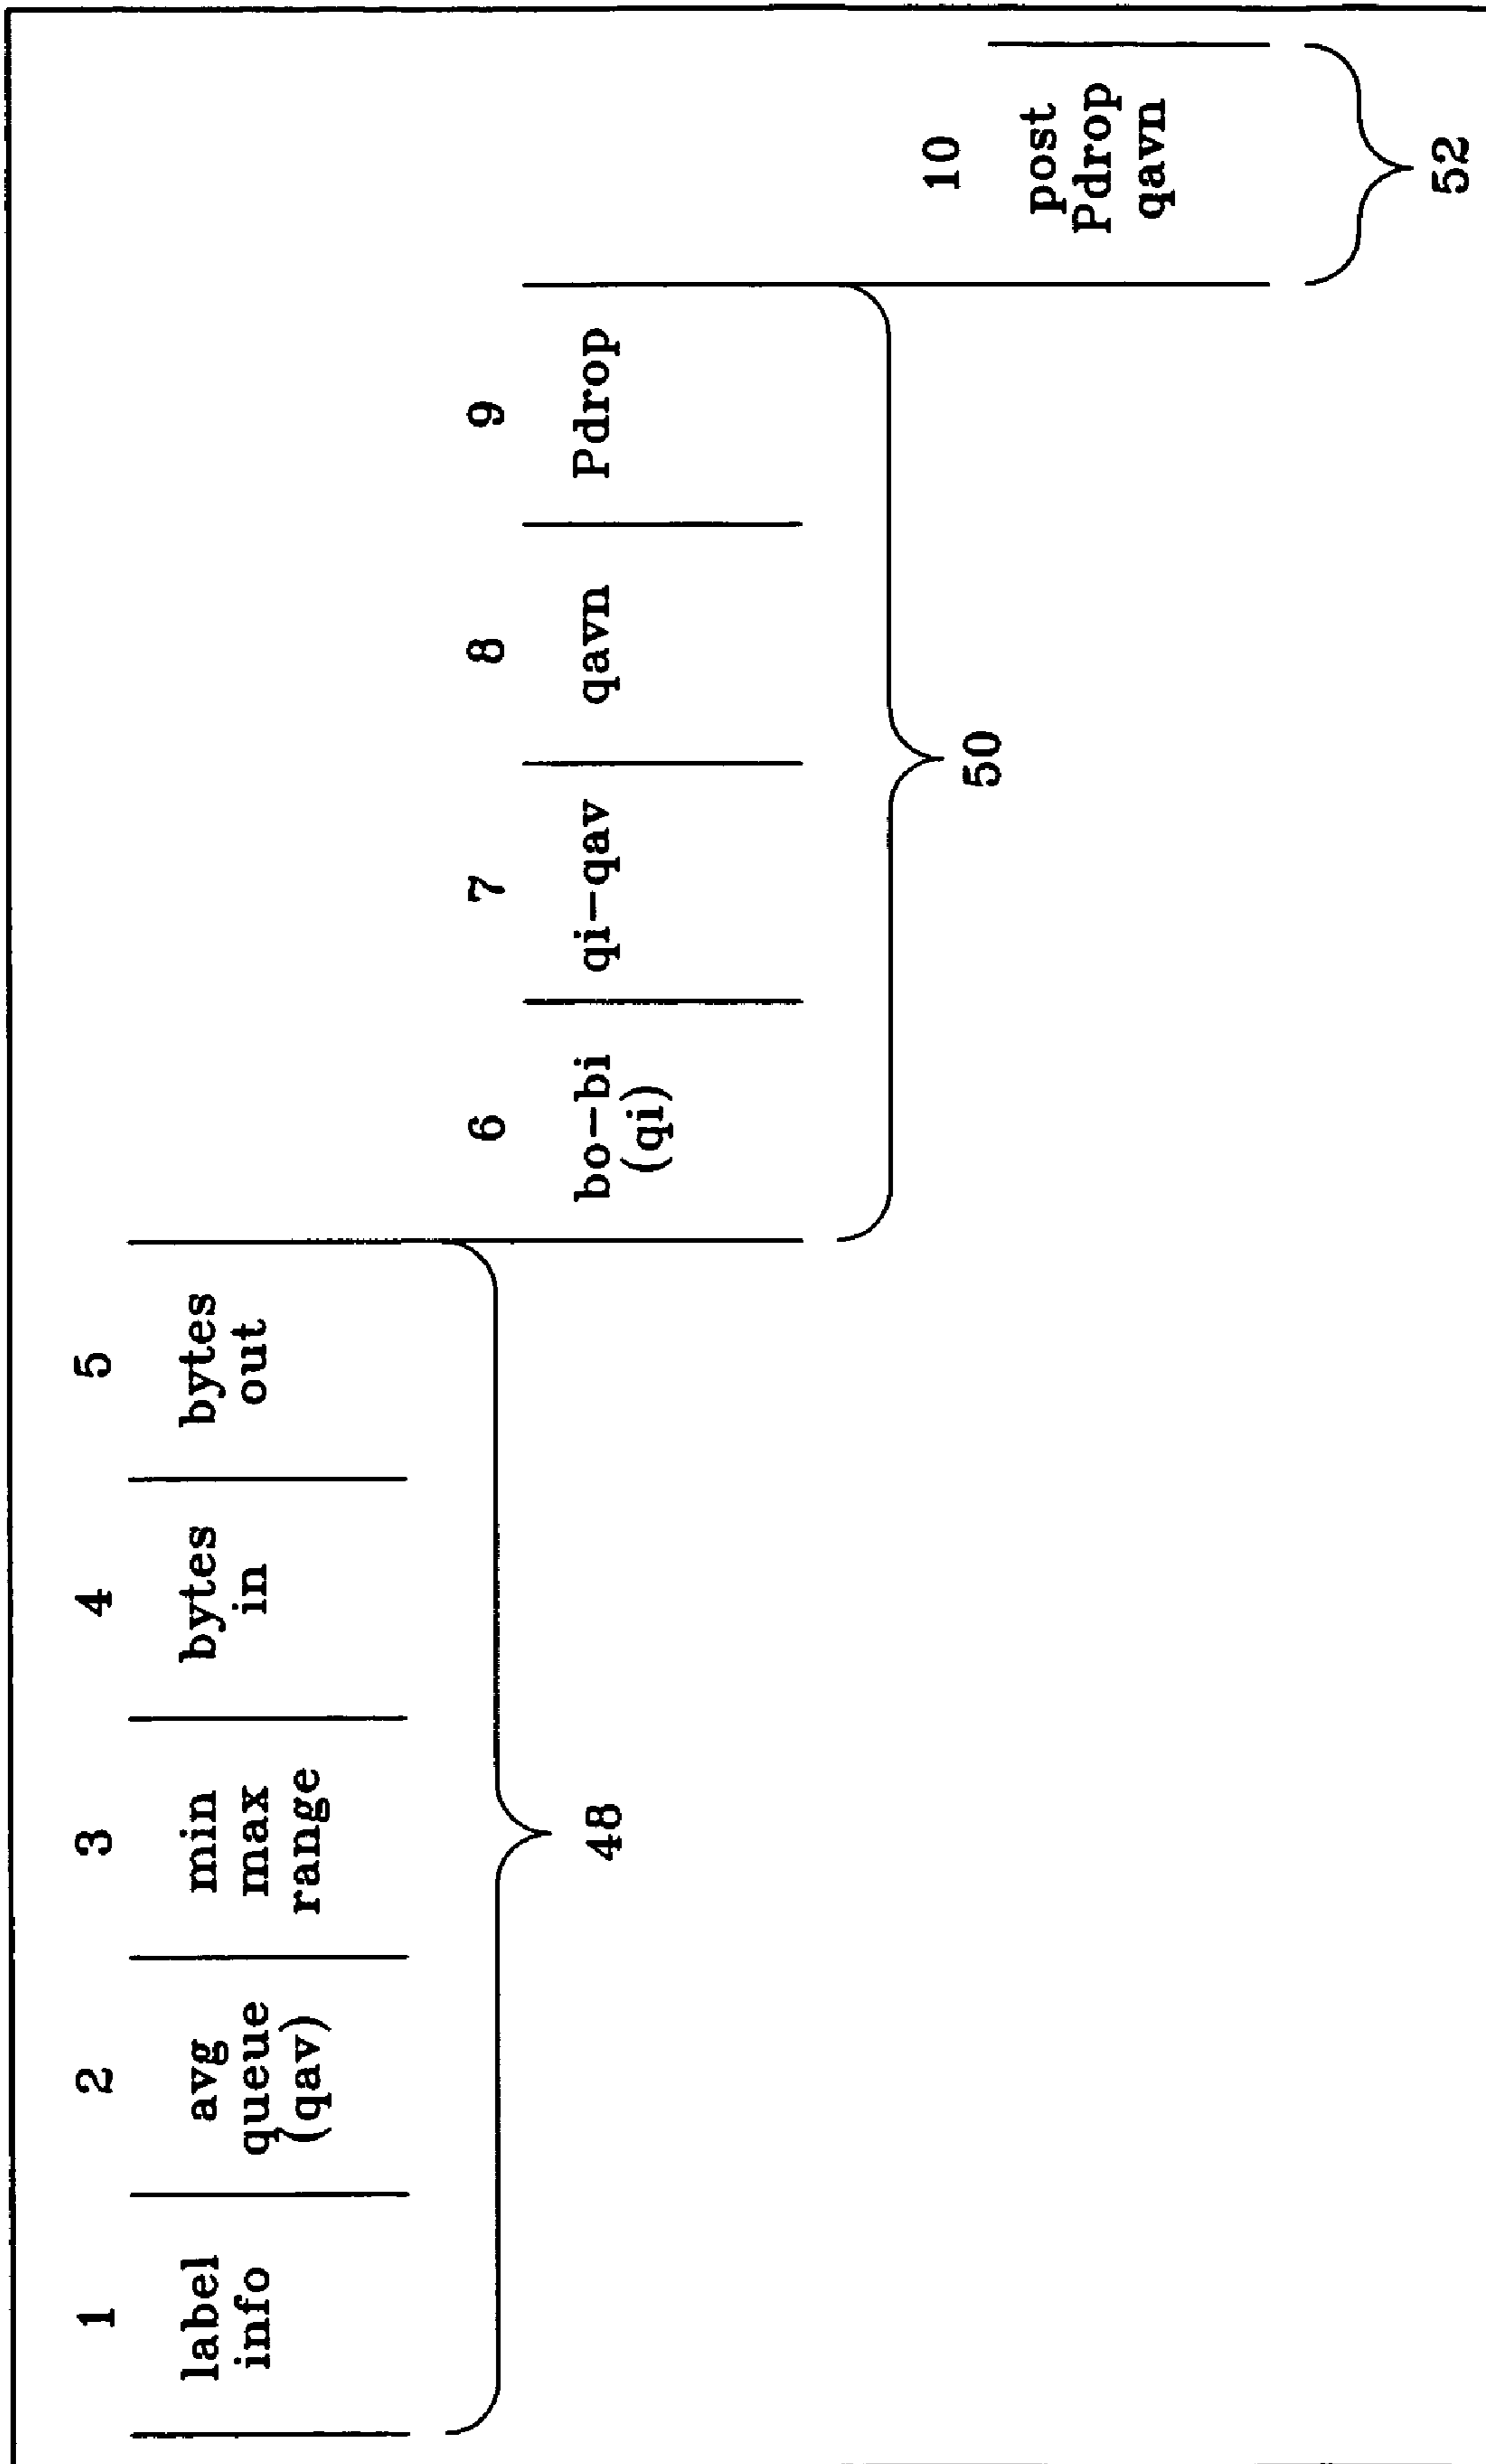 1
label
info
2
avg
queue
(qav)
3
min
max
range
4
bytes
in
5
bytes
out
48
6
bo-bi
(qi)
7
qi-qav
8
qavn
9
Pdrop
50
10
post
Pdrop
qavn
52